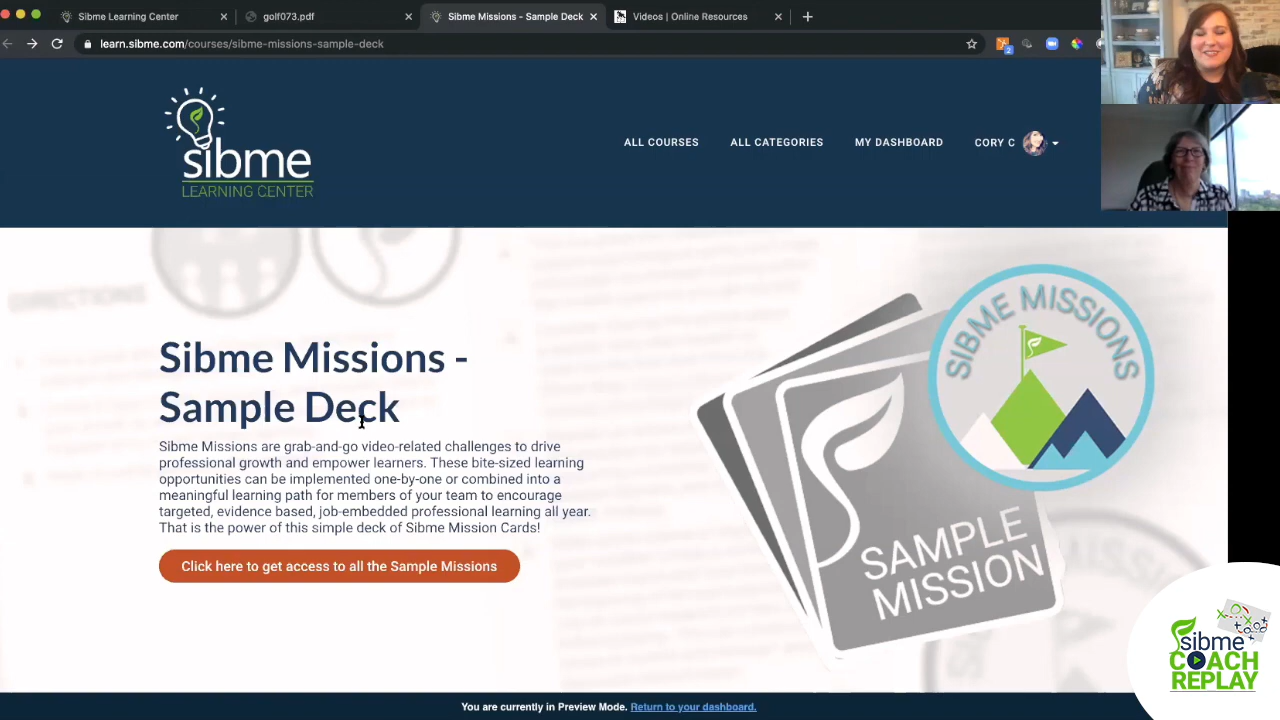 Sibme Learning Center
golf073.pdf
Sibme Missions - Sample Deck
Videos | Online Resources
learn.sibme.com/courses/sibme-missions-sample-deck
sibme
LEARNING CENTER
ALL COURSES
ALL CATEGORIES
MY DASHBOARD
CORY C
DIRECTIONS
Sibme Missions -
Sample Deck
Sibme Missions are grab-and-go video-related challenges to drive
professional growth and empower learners. These bite-sized learning
opportunities can be implemented one-by-one or combined into a
meaningful learning path for members of your team to encourage
targeted, evidence based, job-embedded professional learning all year.
That is the power of this simple deck of Sibme Mission Cards!
Click here to get access to all the Sample Missions
SIBME MISSIONS
SAMPLE
MISSION
You are currently in Preview Mode. Return to your dashboard.
sibme
COACH
REPLAY